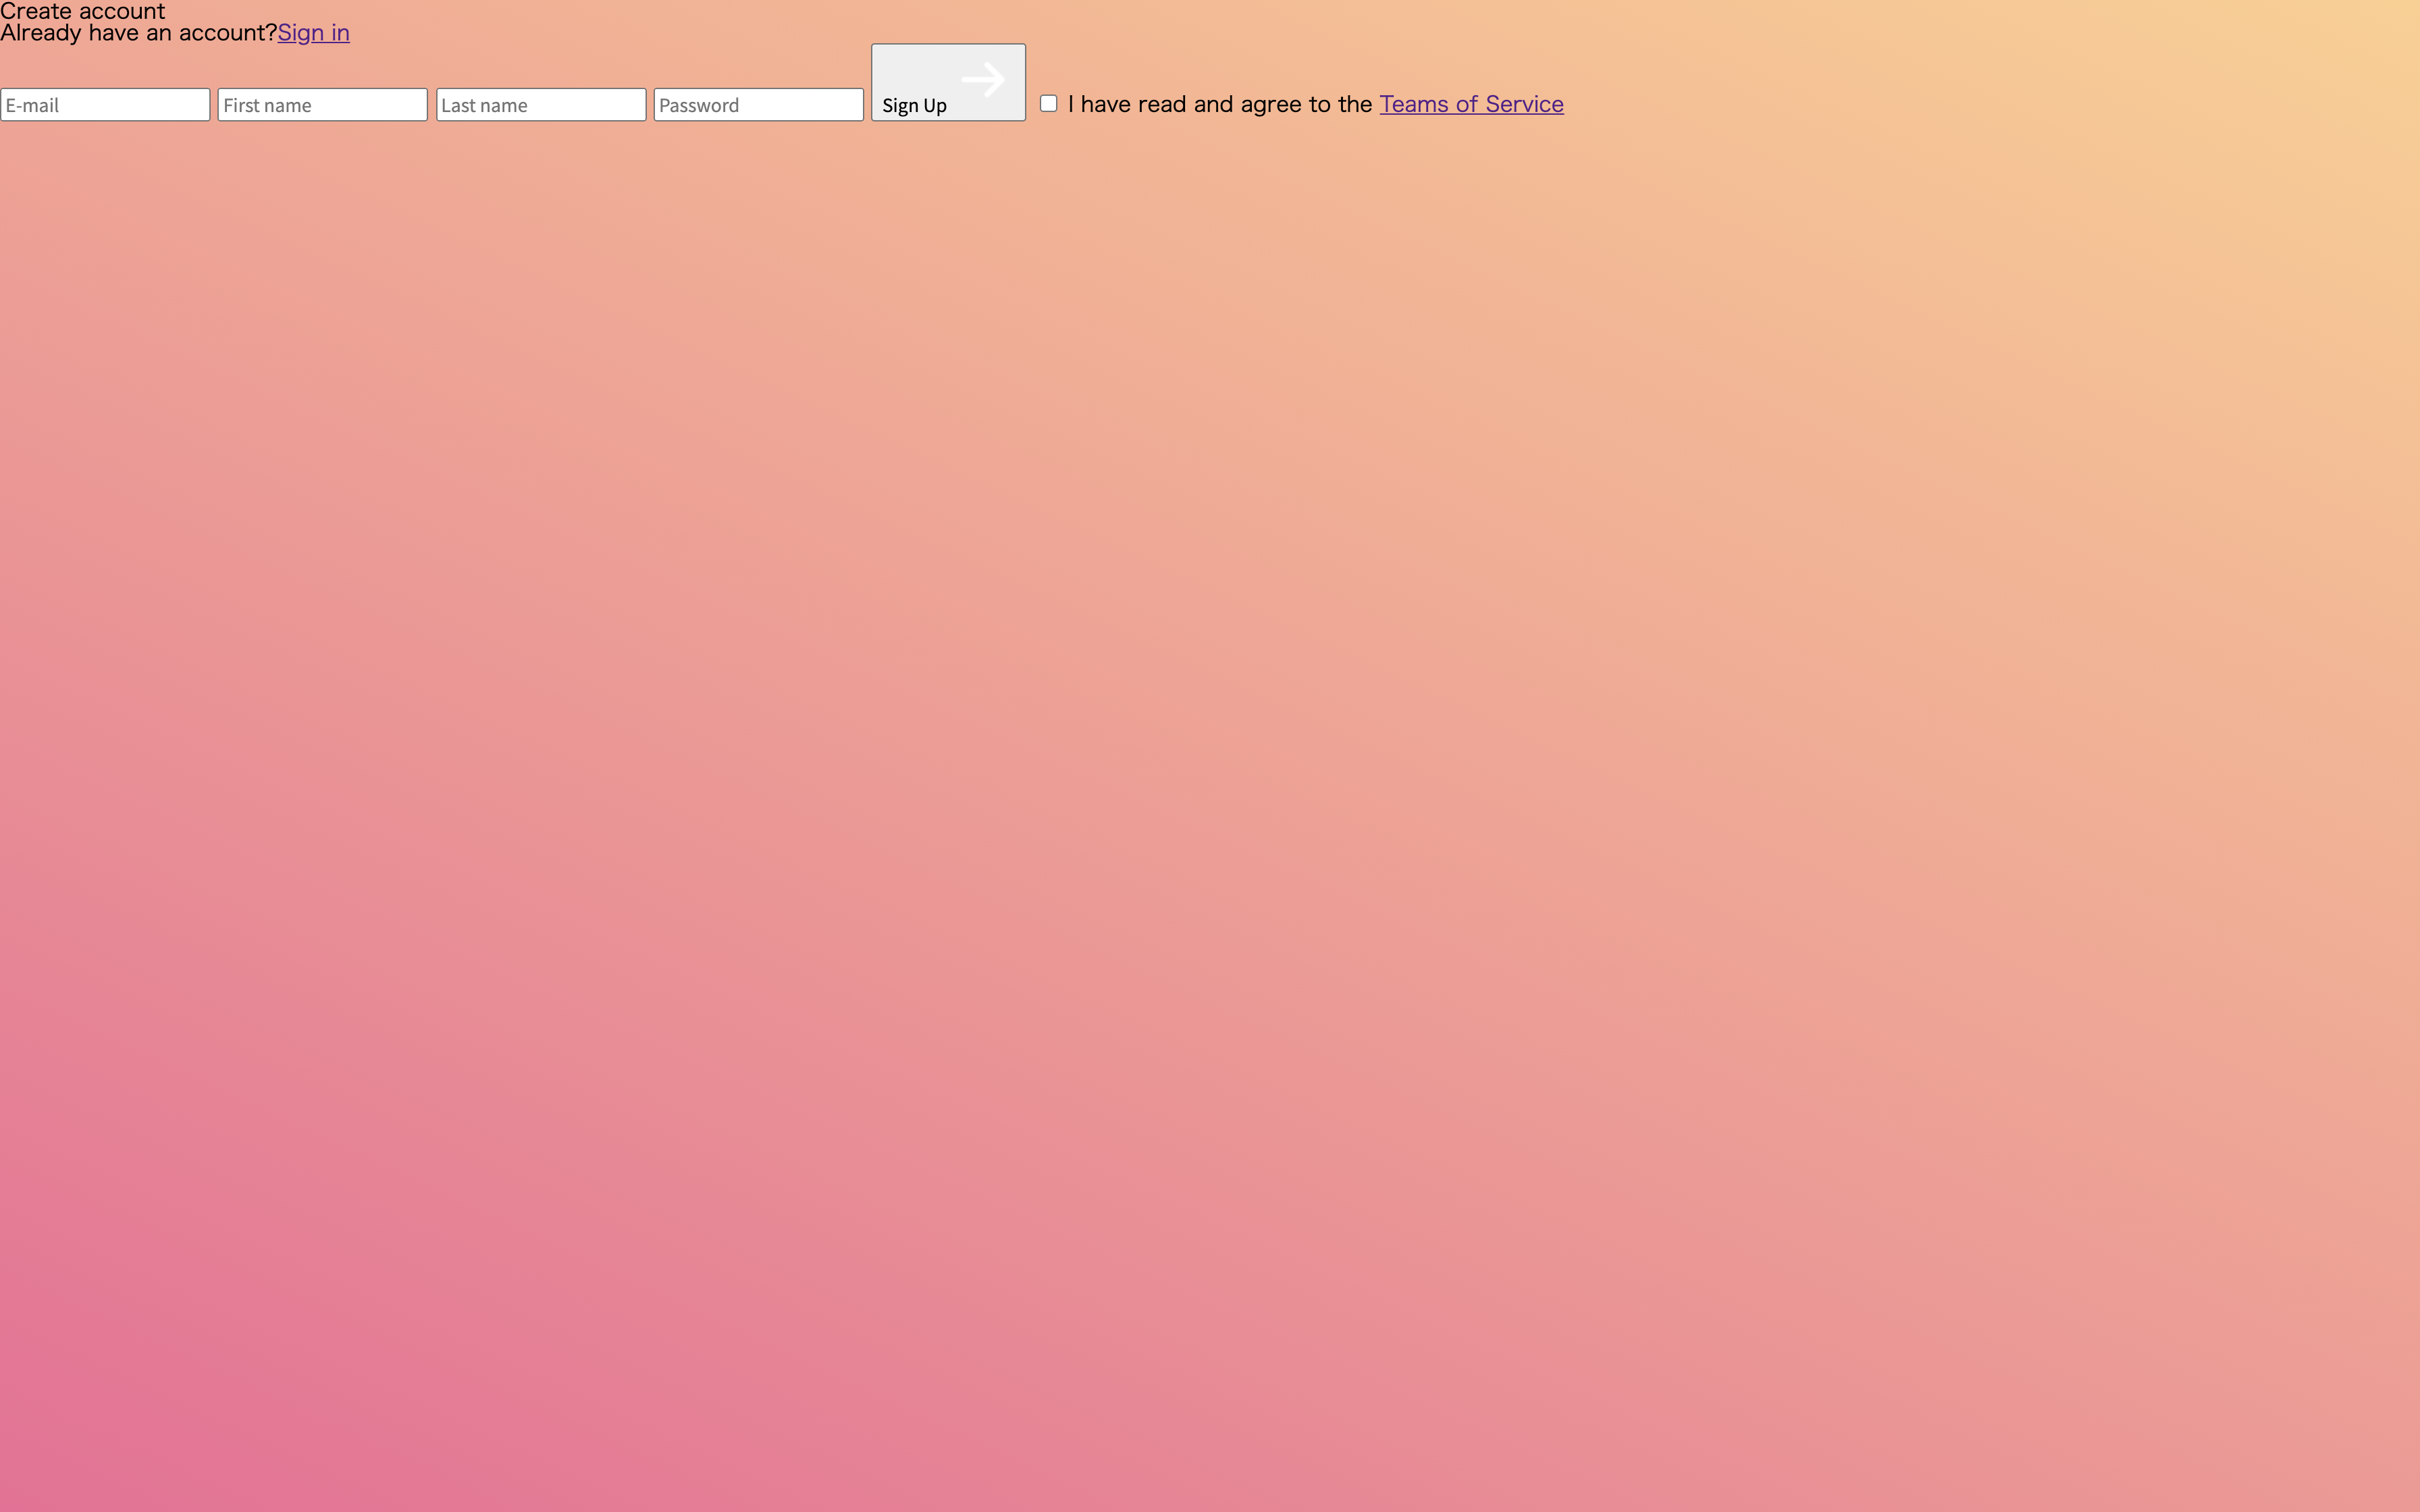 Create account
Already have an account?Sign in
E-mail First name Last name Password Sign Up I have read and agree to the Teams of Service